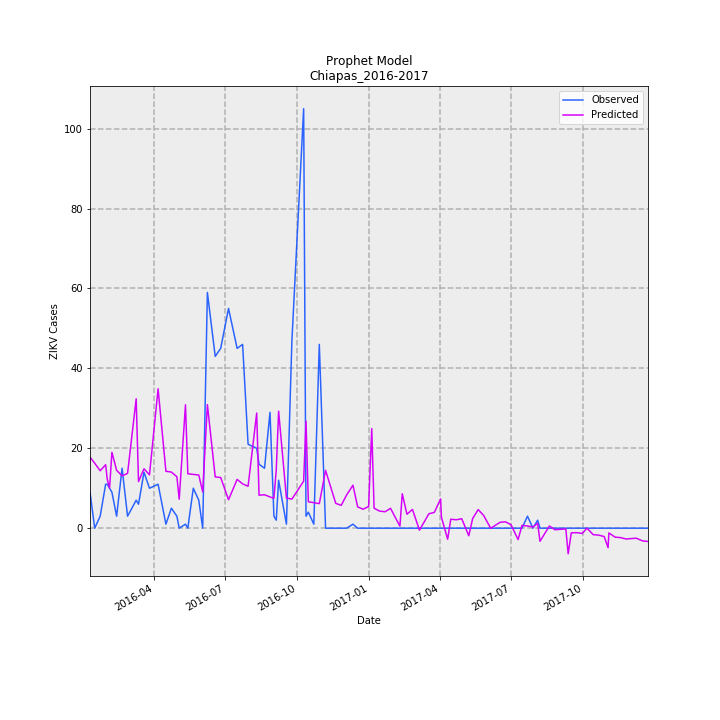 Prophet Model
Chiapas_2016-2017
Observed
Predicted
100
80
60
40
20
0
ZIKV Cases
2016-04
2016-07
2016-10
2017-01
2017-04
2017-07
2017-10
Date